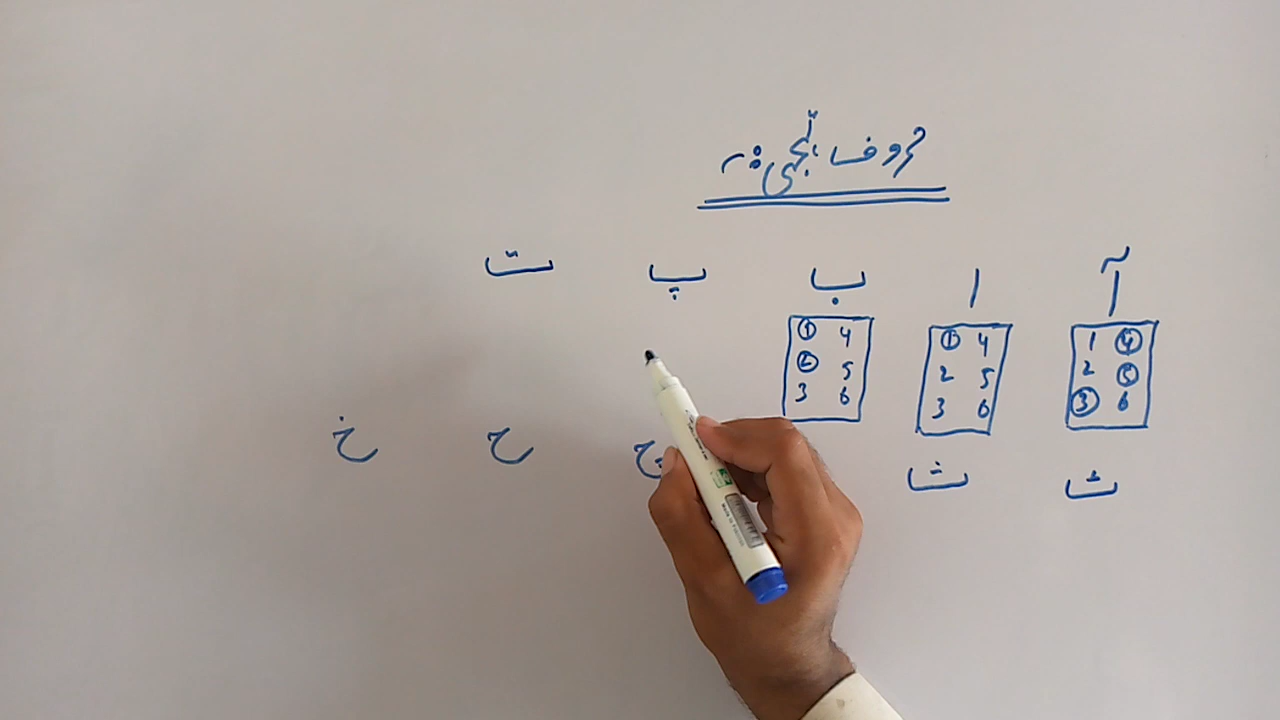 حروف تہجی :-
آ ا ب پ ت
1 4 1 4 1 4
2 5 2 5 2 5
3 6 3 6 3 6
ث ث چ ح خ